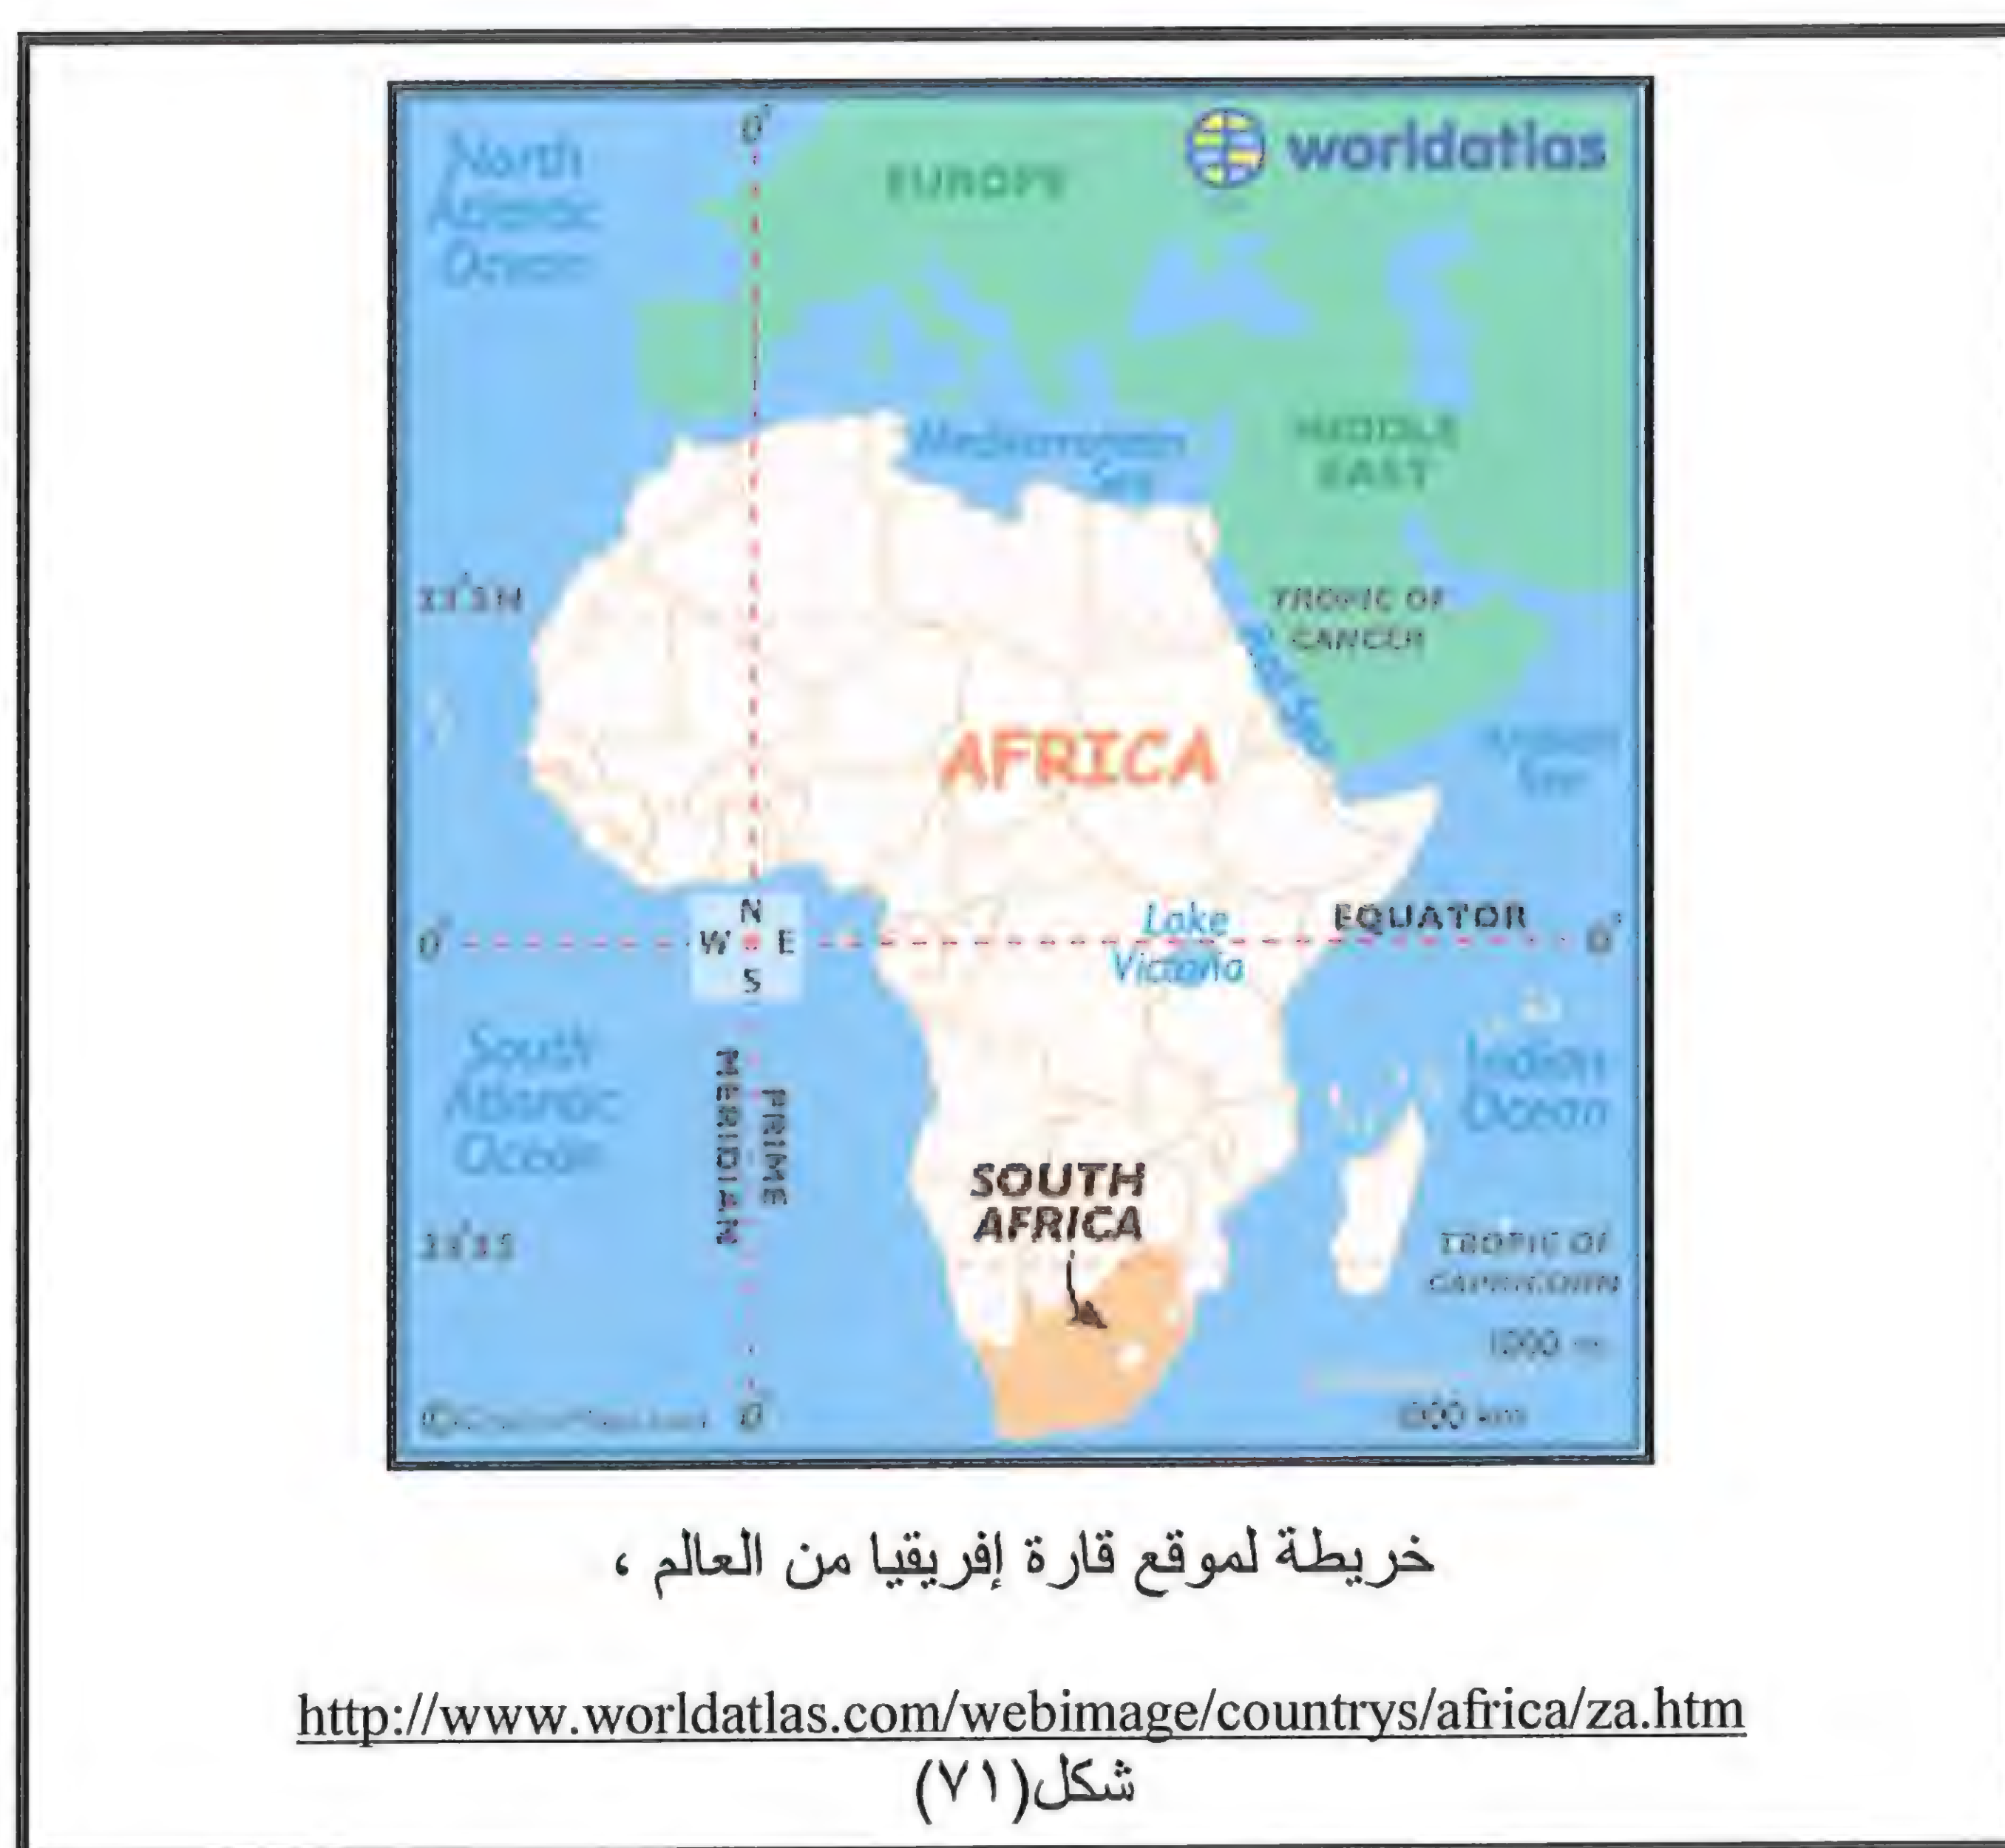 0°
worldatlas
North
Atlantic
Ocean
EUROPE
Mediterranean
Sea
MIDDLE
EAST
TROPIC OF
CANCER
AFRICA
Lake
Victoria
EQUATOR
0°
N
W E
S
0°
South
Atlantic
Ocean
PRIME
MERIDIAN
Indian
Ocean
SOUTH
AFRICA
TROPIC OF
CAPRICORN
0°
خريطة لموقع قارة إفريقيا من العالم ،
http://www.worldatlas.com/webimage/countrys/africa/za.htm
شكل(٧١)